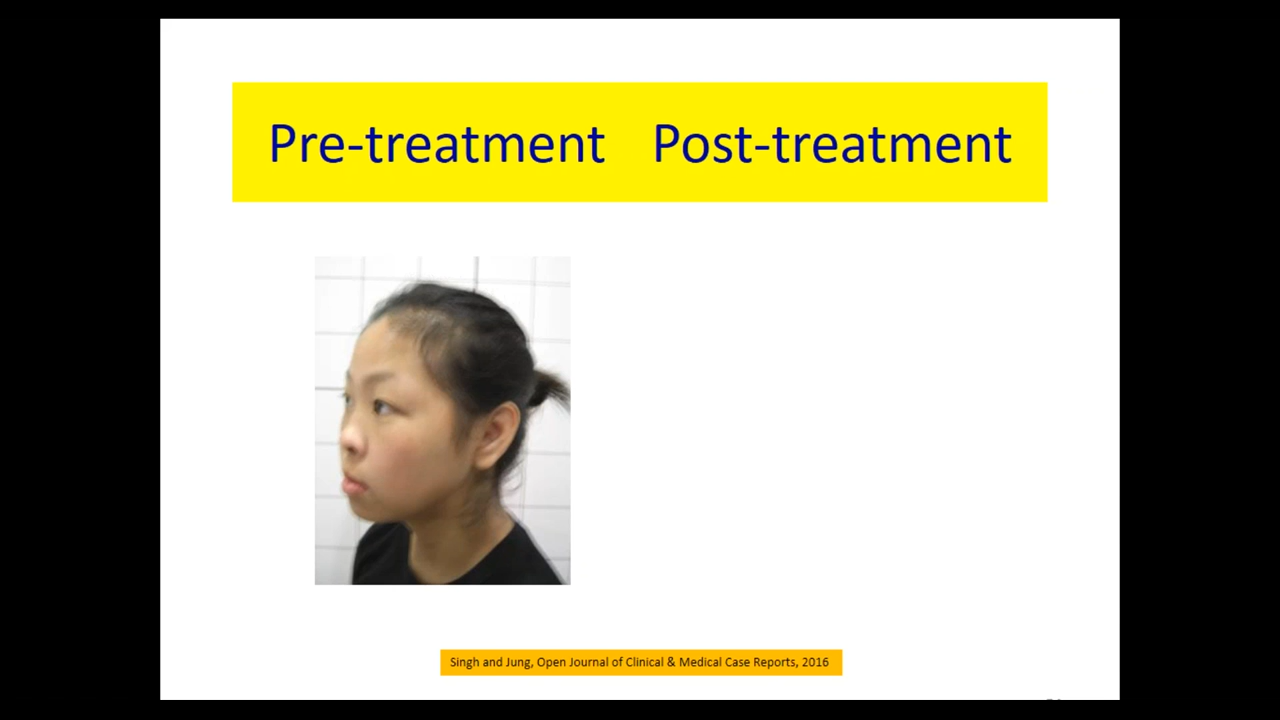 Pre-treatment Post-treatment
Singh and Jung, Open Journal of Clinical & Medical Case Reports, 2016